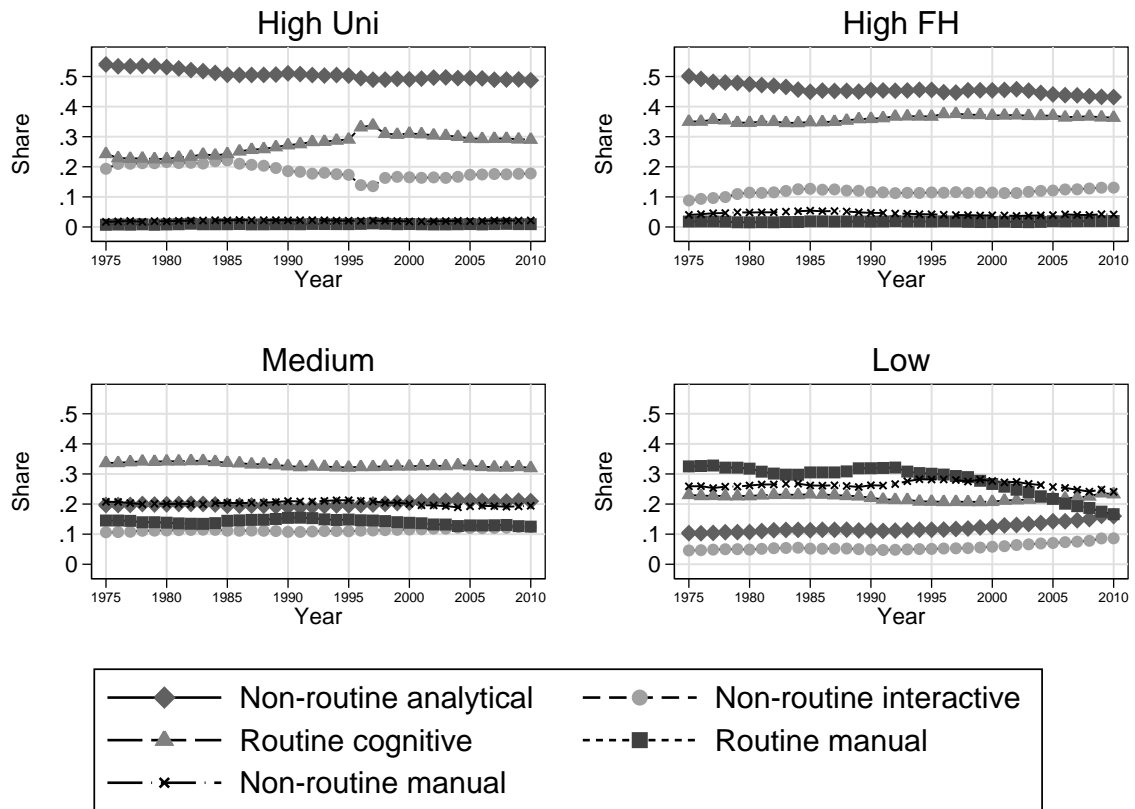 High Uni
High FH
.5
.4
.3
.2
.1
0
Share
1975 1980 1985 1990 1995 2000 2005 2010
Year
.5
.4
.3
.2
.1
0
Share
1975 1980 1985 1990 1995 2000 2005 2010
Year
Medium
Low
.5
.4
.3
.2
.1
0
Share
1975 1980 1985 1990 1995 2000 2005 2010
Year
.5
.4
.3
.2
.1
0
Share
1975 1980 1985 1990 1995 2000 2005 2010
Year
Non-routine analytical
Non-routine interactive
Routine cognitive
Routine manual
Non-routine manual